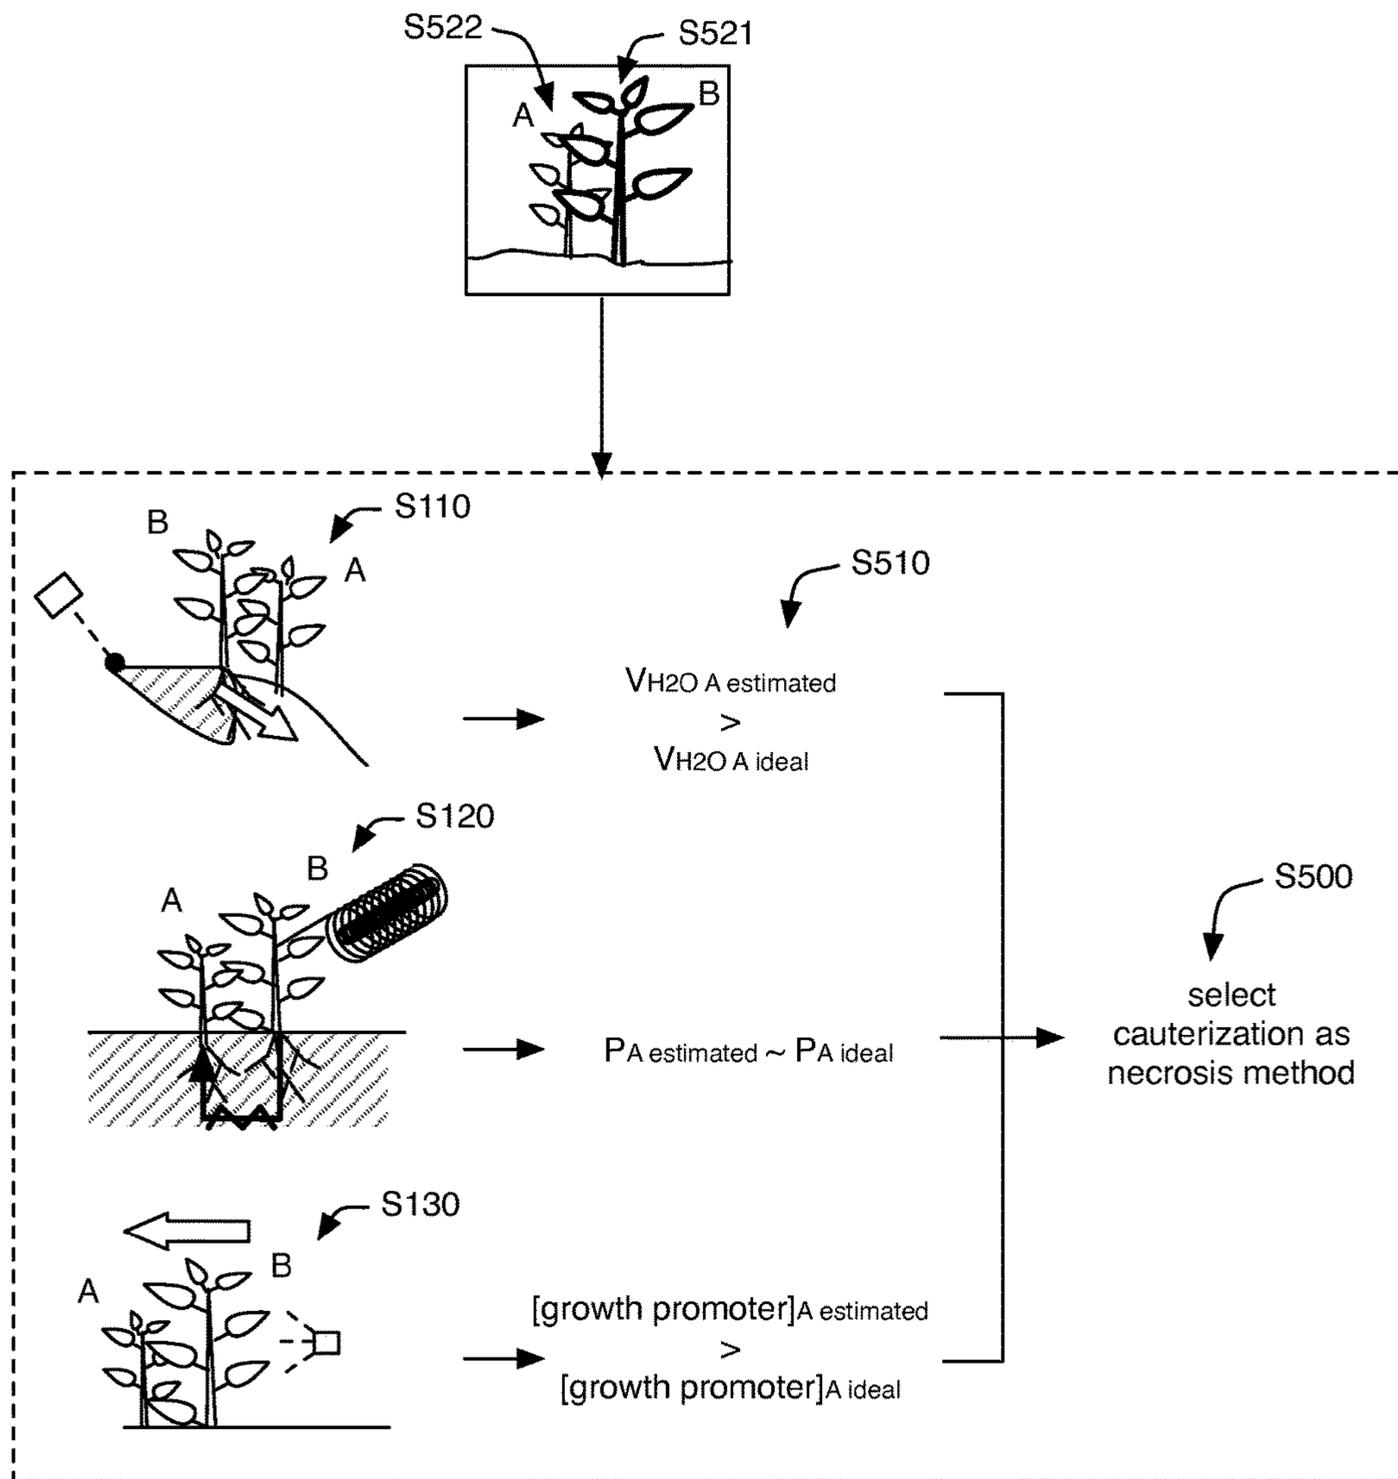 S522
S521
A
B
S110
B
A
S510
VH2O A estimated
>
VH2O A ideal
S120
B
A
S500
select
cauterization as
necrosis method
PA estimated ~ PA ideal
S130
B
A
[growth promoter]A estimated
>
[growth promoter]A ideal